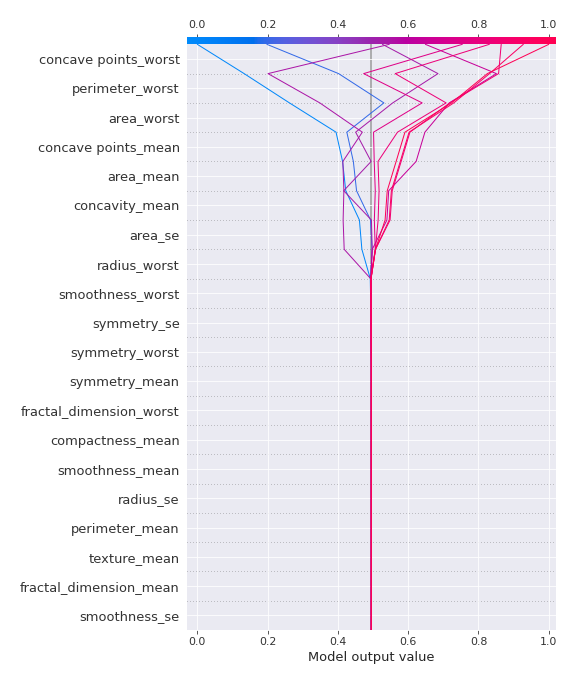 0.0 0.2 0.4 0.6 0.8 1.0
concave points_worst
perimeter_worst
area_worst
concave points_mean
area_mean
concavity_mean
area_se
radius_worst
smoothness_worst
symmetry_se
symmetry_worst
symmetry_mean
fractal_dimension_worst
compactness_mean
smoothness_mean
radius_se
perimeter_mean
texture_mean
fractal_dimension_mean
smoothness_se
0.0 0.2 0.4 0.6 0.8 1.0
Model output value